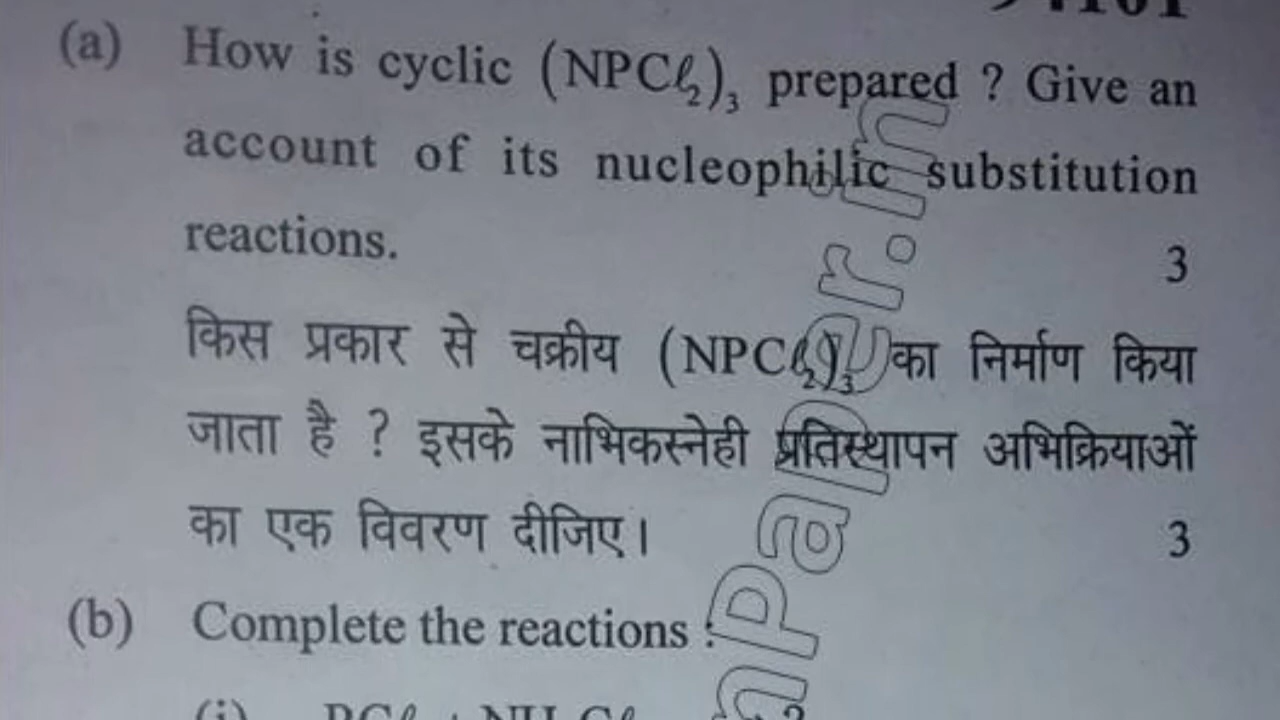 (a) How is cyclic (NPCl₂)₃ prepared ? Give an
account of its nucleophilic substitution
reactions. 3
किस प्रकार से चक्रीय (NPCl₂)₃ का निर्माण किया
जाता है ? इसके नाभिकस्नेही प्रतिस्थापन अभिक्रियाओं
का एक विवरण दीजिए। 3
(b) Complete the reactions :
(i)